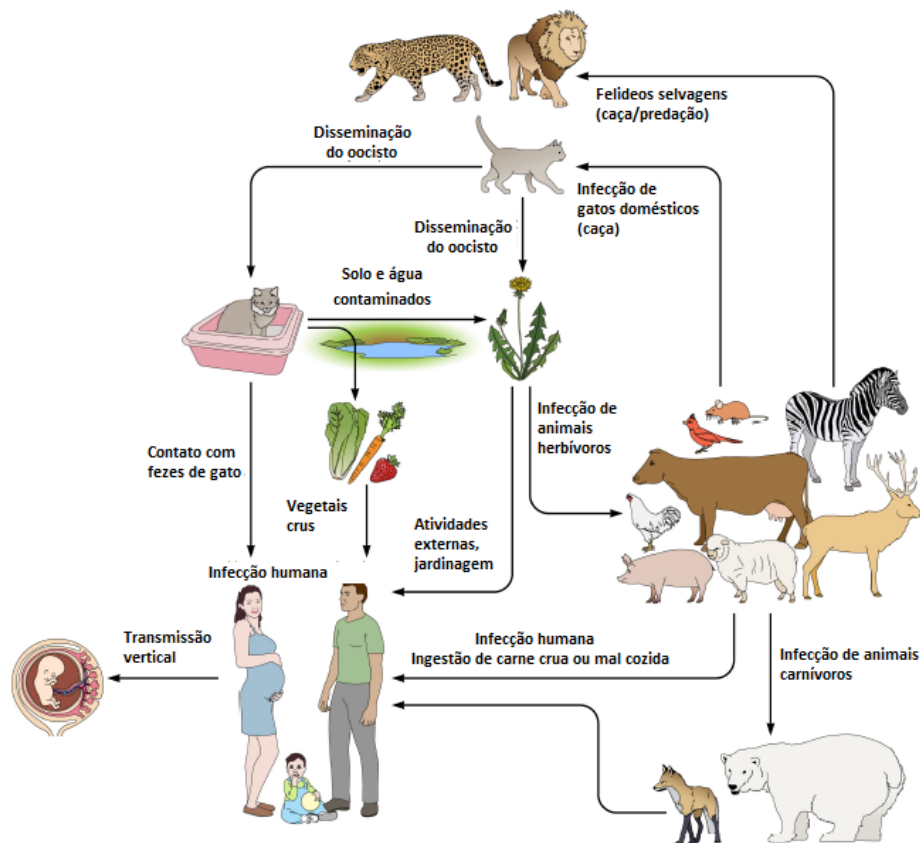 Felideos selvagens
(caça/predação)
Disseminação
do oocisto
Infecção de
gatos domésticos
(caça)
Disseminação
do oocisto
Solo e água
contaminados
Infecção de
animais
herbívoros
Contato com
fezes de gato
Vegetais
crus
Atividades
externas,
jardinagem
Infecção humana
Transmissão
vertical
Infecção humana
Ingestão de carne crua ou mal cozida
Infecção de animais
carnívoros